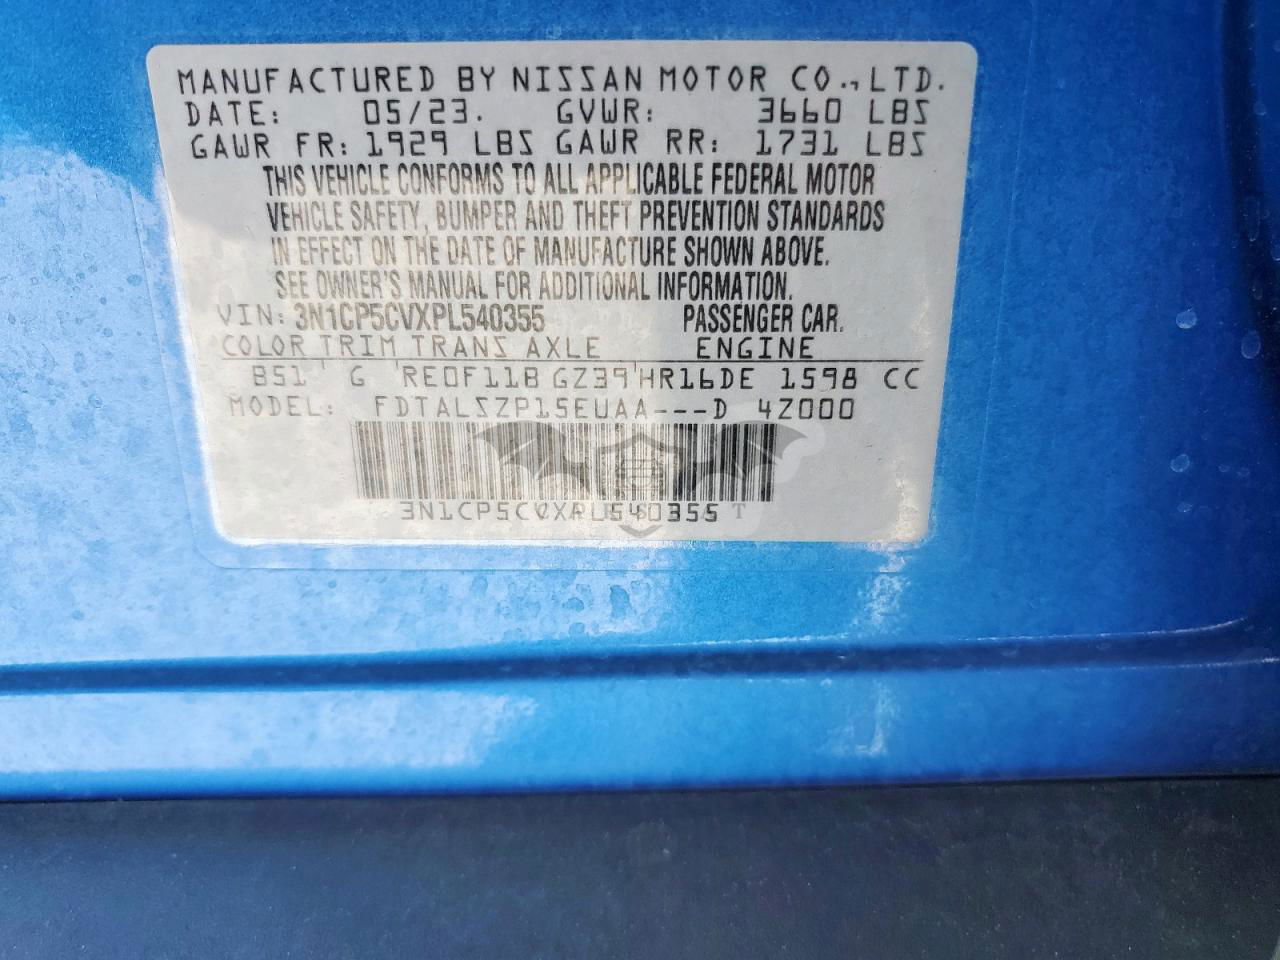 MANUFACTURED BY NISSAN MOTOR CO., LTD.
DATE: 05/23. GVWR: 3660 LBS
GAWR FR: 1929 LBS GAWR RR: 1731 LBS
THIS VEHICLE CONFORMS TO ALL APPLICABLE FEDERAL MOTOR
VEHICLE SAFETY, BUMPER AND THEFT PREVENTION STANDARDS
IN EFFECT ON THE DATE OF MANUFACTURE SHOWN ABOVE.
SEE OWNER'S MANUAL FOR ADDITIONAL INFORMATION.
VIN: 3N1CP5CVXPL540355 PASSENGER CAR.
COLOR TRIM TRANS AXLE ENGINE
B51 G RE0F11B GZ39 HR16DE 1598 CC
MODEL: FDTALSZP15EUAA---D 4Z000
3N1CP5CVXPL540355